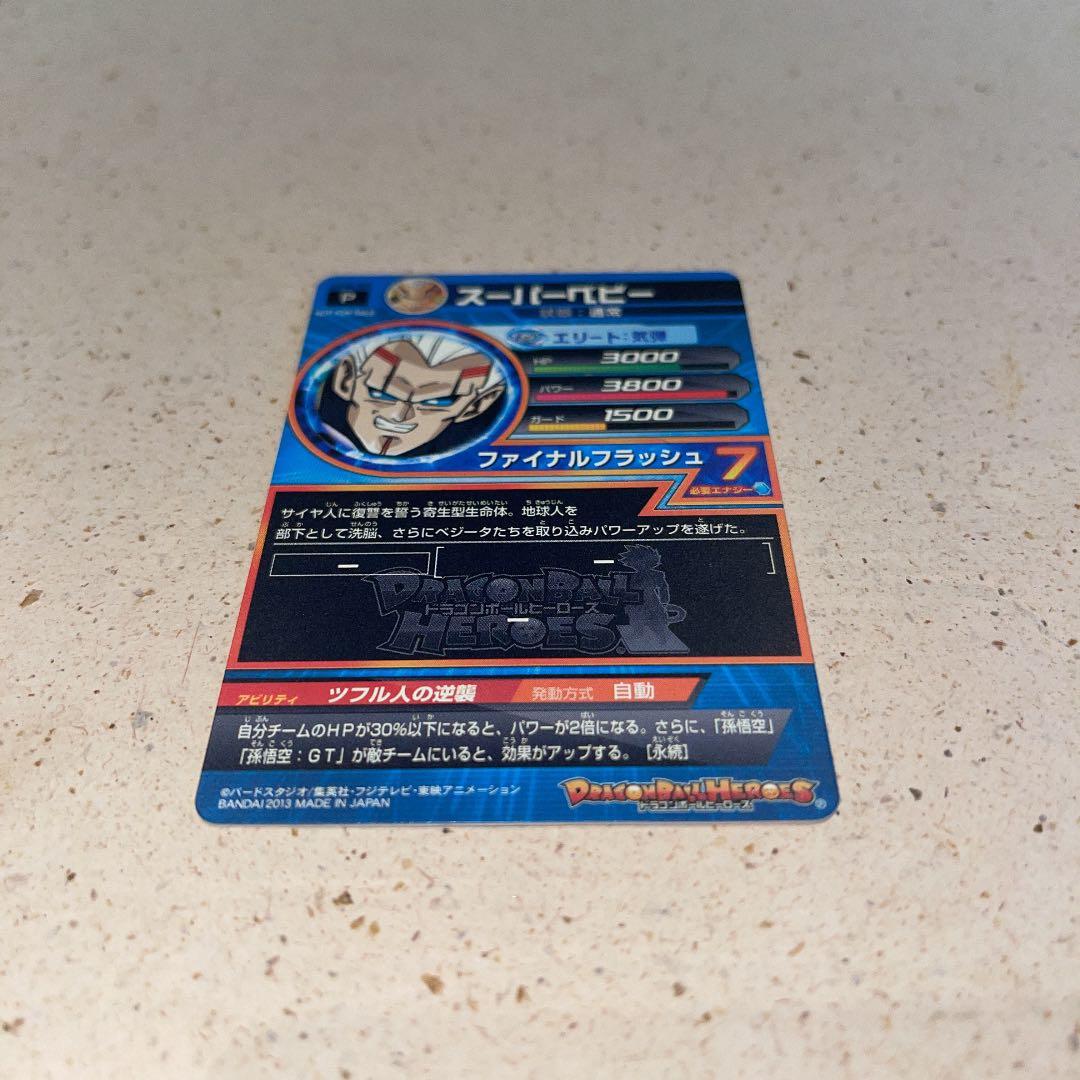 P
スーパーベビー
NOT FOR SALE
状態：通常
エリート：気弾
HP 3000
パワー 3800
ガード 1500
ファイナルフラッシュ 7
必要エナジー
サイヤ人に復讐を誓う寄生型生命体。地球人を
部下として洗脳、さらにベジータたちを取り込みパワーアップを遂げた。
ー
ー
DRAGONBALL
ドラゴンボールヒーローズ
HEROES
ー
アビリティ ツフル人の逆襲 発動方式 自動
自分チームのHPが30%以下になると、パワーが2倍になる。さらに、「孫悟空」
「孫悟空：GT」が敵チームにいると、効果がアップする。［永続］
©バードスタジオ/集英社・フジテレビ・東映アニメーション
BANDAI 2013 MADE IN JAPAN
DRAGONBALL HEROES
ドラゴンボールヒーローズ
®